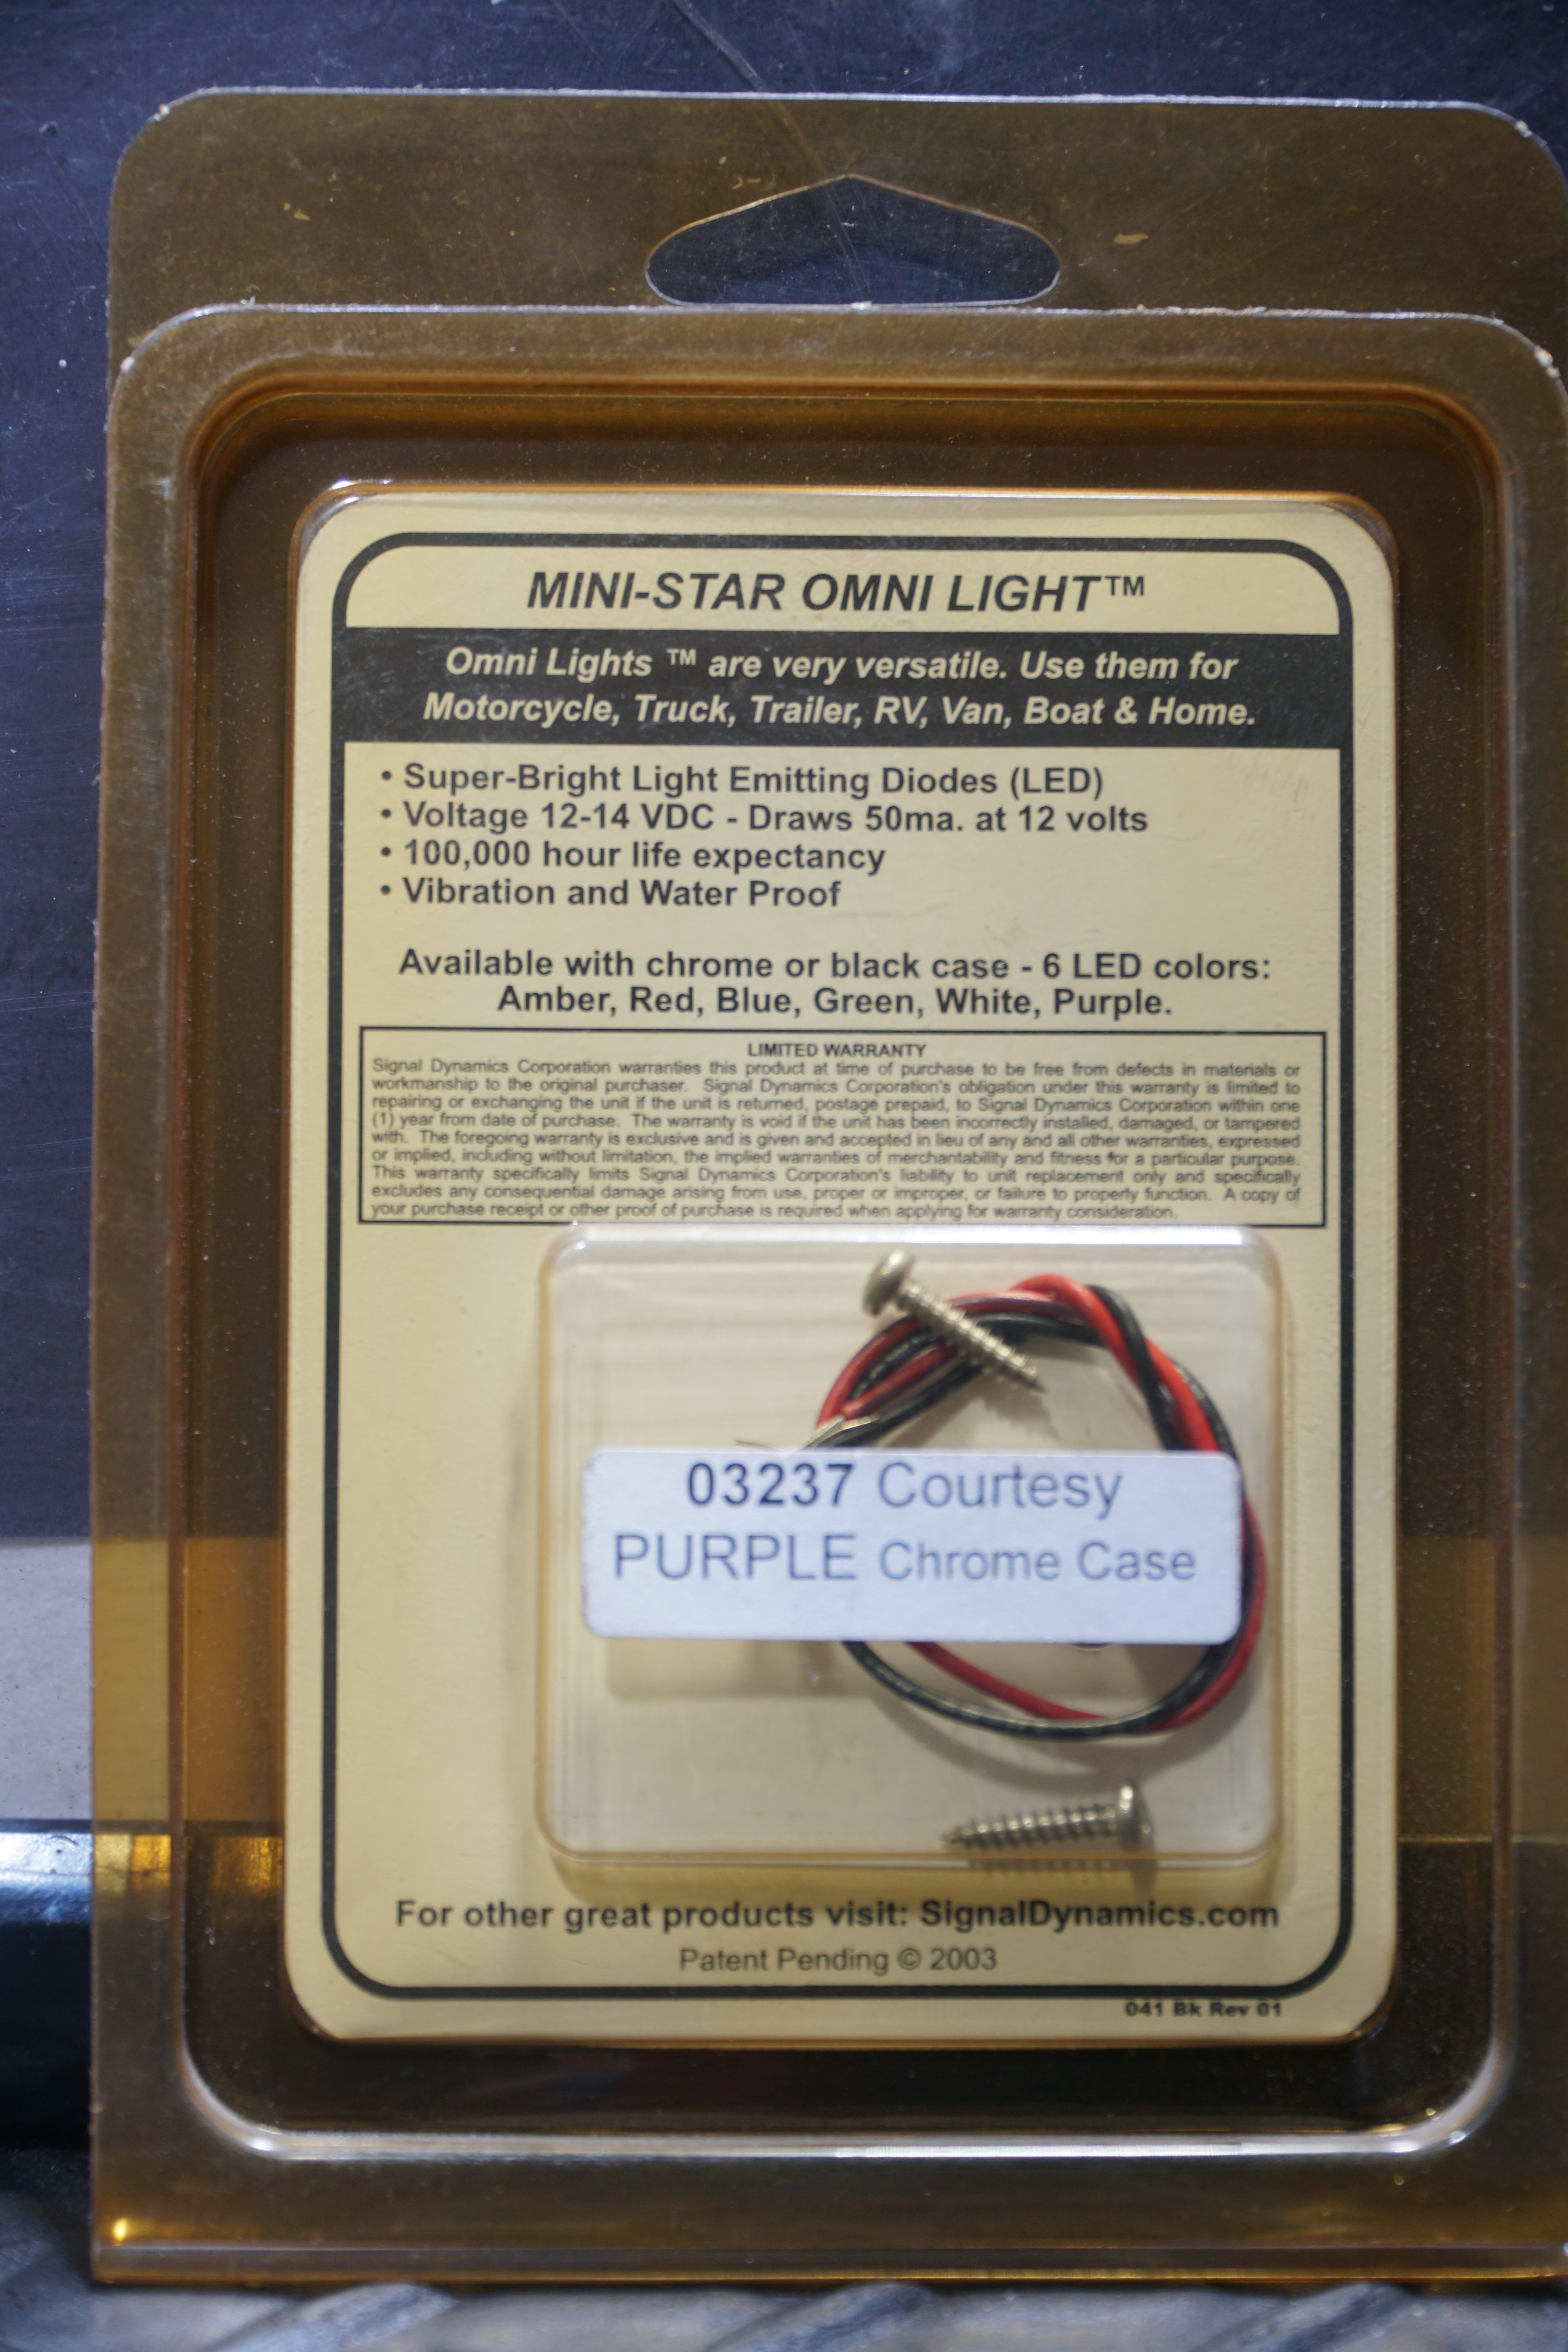 MINI-STAR OMNI LIGHT™
Omni Lights ™ are very versatile. Use them for
Motorcycle, Truck, Trailer, RV, Van, Boat & Home.
• Super-Bright Light Emitting Diodes (LED)
• Voltage 12-14 VDC - Draws 50ma. at 12 volts
• 100,000 hour life expectancy
• Vibration and Water Proof
Available with chrome or black case - 6 LED colors:
Amber, Red, Blue, Green, White, Purple.
LIMITED WARRANTY
Signal Dynamics Corporation warranties this product at time of purchase to be free from defects in materials or
workmanship to the original purchaser. Signal Dynamics Corporation's obligation under this warranty is limited to
repairing or exchanging the unit if the unit is returned, postage prepaid, to Signal Dynamics Corporation within one
(1) year from date of purchase. The warranty is void if the unit has been incorrectly installed, damaged, or tampered
with. The foregoing warranty is exclusive and is given and accepted in lieu of any and all other warranties, expressed
or implied, including without limitation, the implied warranties of merchantability and fitness for a particular purpose.
This warranty specifically limits Signal Dynamics Corporation's liability to unit replacement only and specifically
excludes any consequential damage arising from use, proper or improper, or failure to properly function. A copy of
your purchase receipt or other proof of purchase is required when applying for warranty consideration.
03237 Courtesy
PURPLE Chrome Case
For other great products visit: SignalDynamics.com
Patent Pending © 2003
041 Bk Rev 01